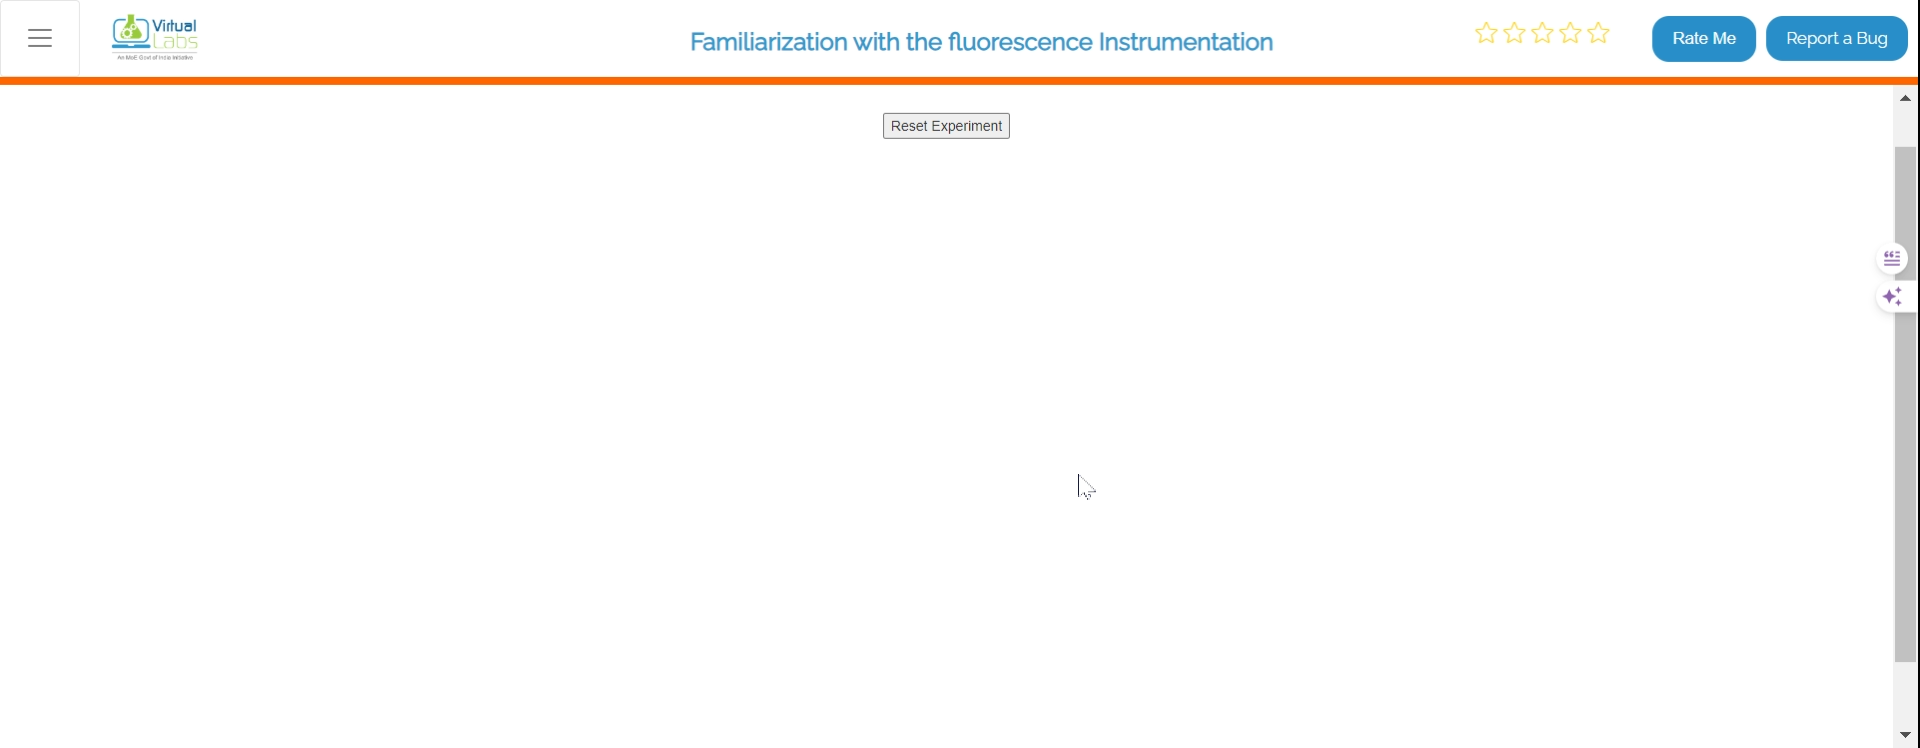 Virtual
Labs
An MoE Govt of India Initiative
Familiarization with the fluorescence Instrumentation
Rate Me
Report a Bug
Reset Experiment